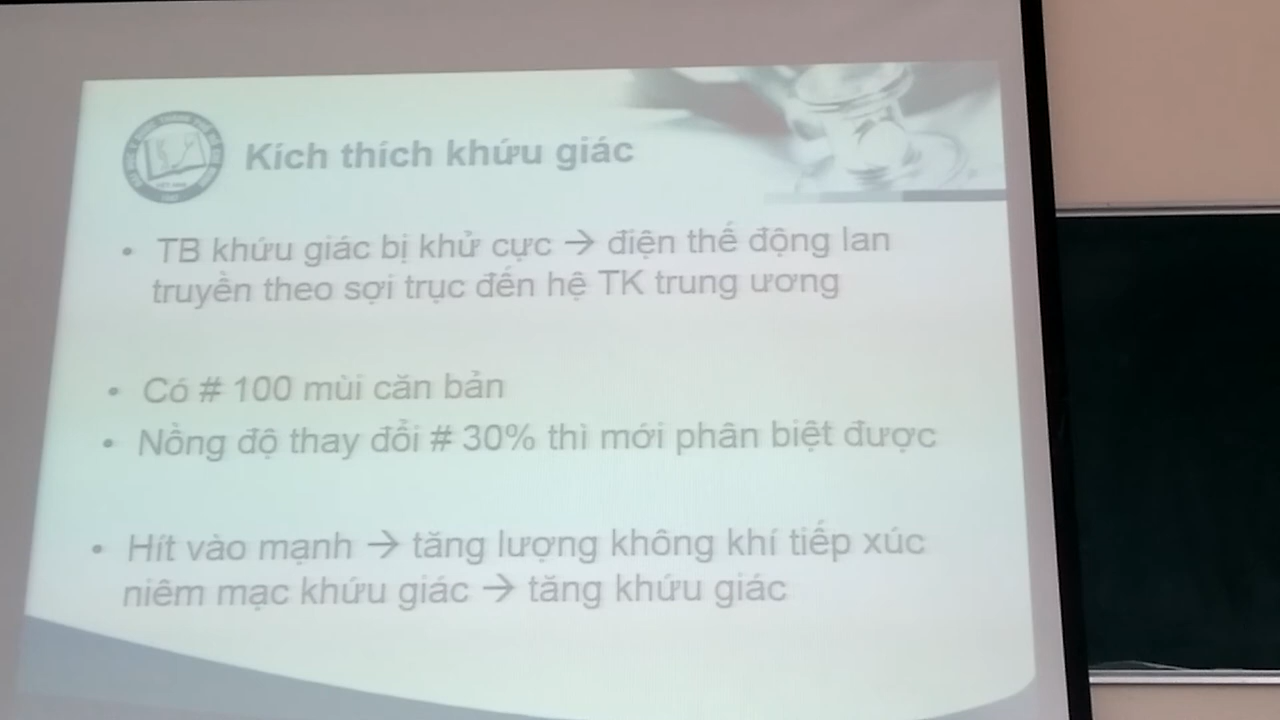 Kích thích khứu giác
• TB khứu giác bị khử cực → điện thế động lan
truyền theo sợi trục đến hệ TK trung ương
• Có # 100 mùi căn bản
• Nồng độ thay đổi # 30% thì mới phân biệt được
• Hít vào mạnh → tăng lượng không khí tiếp xúc
niêm mạc khứu giác → tăng khứu giác